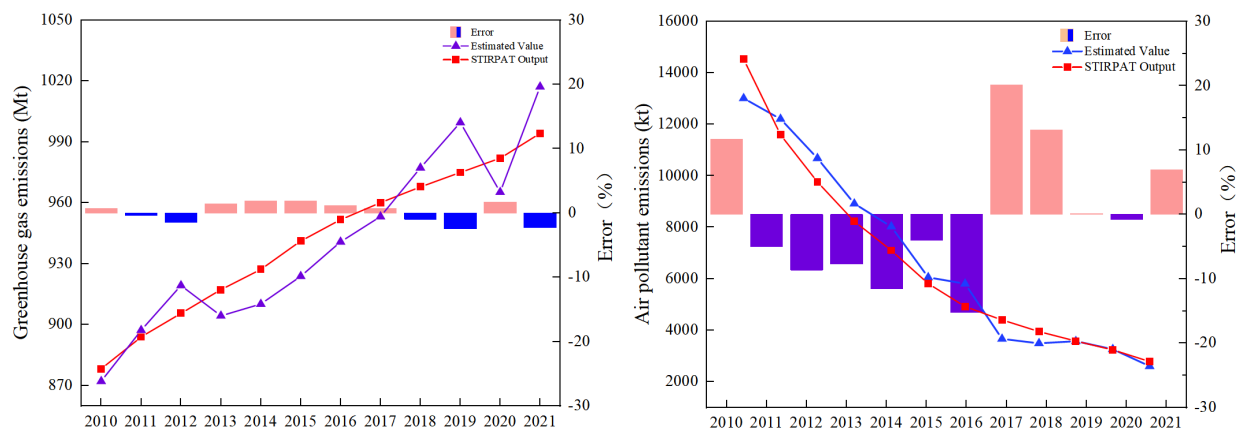 Greenhouse gas emissions (Mt)
1050
1020
990
960
930
900
870
Error
Estimated Value
STIRPAT Output
30
20
10
0
-10
-20
-30
Error（%）
2010 2011 2012 2013 2014 2015 2016 2017 2018 2019 2020 2021
Air pollutant emissions (kt)
16000
14000
12000
10000
8000
6000
4000
2000
Error
Estimated Value
STIRPAT Output
30
20
10
0
-10
-20
-30
Error（%）
2010 2011 2012 2013 2014 2015 2016 2017 2018 2019 2020 2021